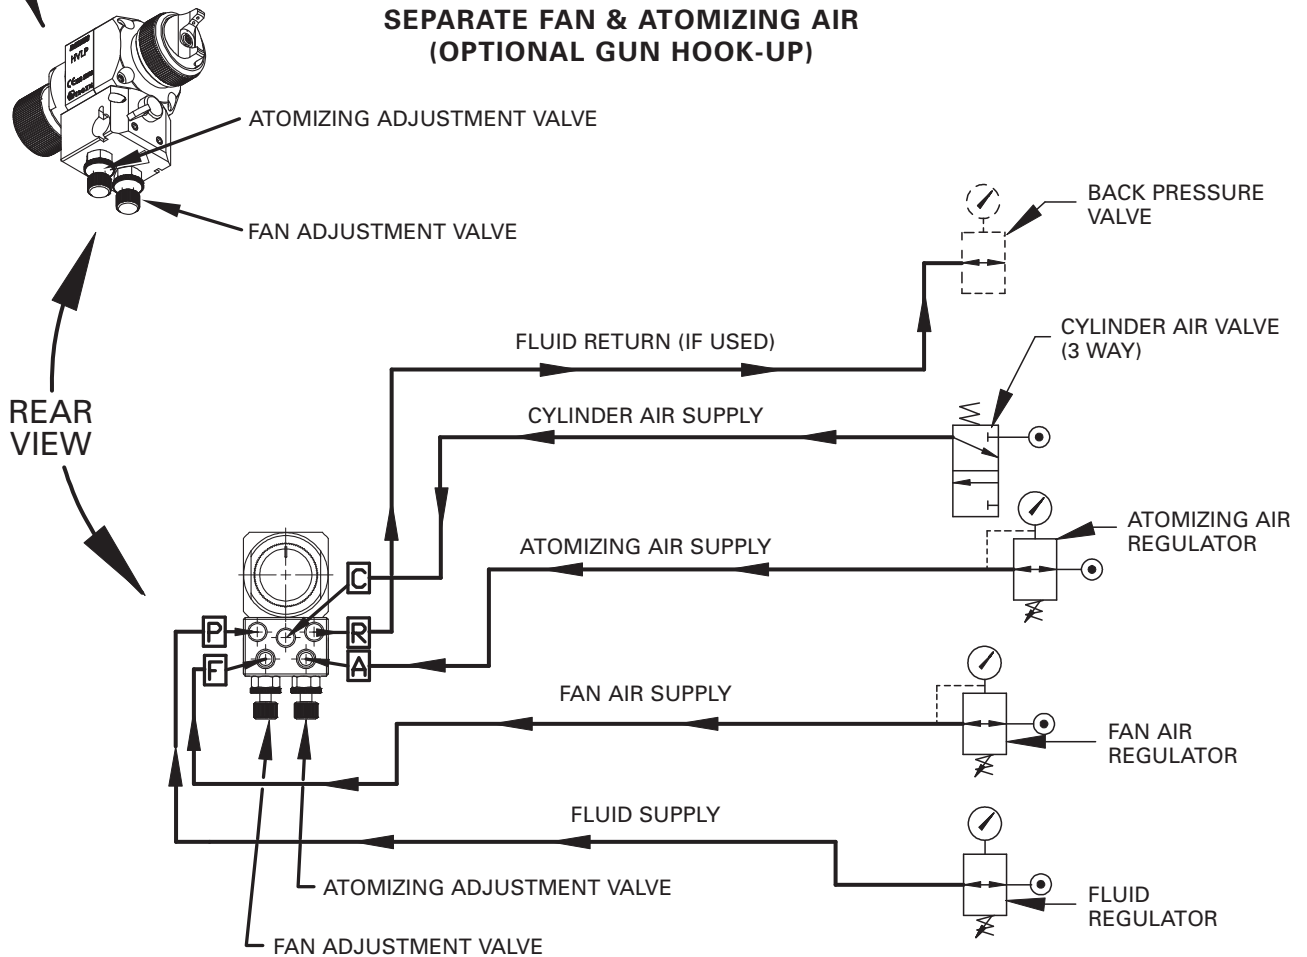 SEPARATE FAN & ATOMIZING AIR
(OPTIONAL GUN HOOK-UP)
HVLP
ATOMIZING ADJUSTMENT VALVE
FAN ADJUSTMENT VALVE
BACK PRESSURE
VALVE
CYLINDER AIR VALVE
(3 WAY)
FLUID RETURN (IF USED)
REAR
VIEW
CYLINDER AIR SUPPLY
ATOMIZING AIR SUPPLY
ATOMIZING AIR
REGULATOR
C
P
R
F
A
FAN AIR SUPPLY
FAN AIR
REGULATOR
FLUID SUPPLY
ATOMIZING ADJUSTMENT VALVE
FLUID
REGULATOR
FAN ADJUSTMENT VALVE